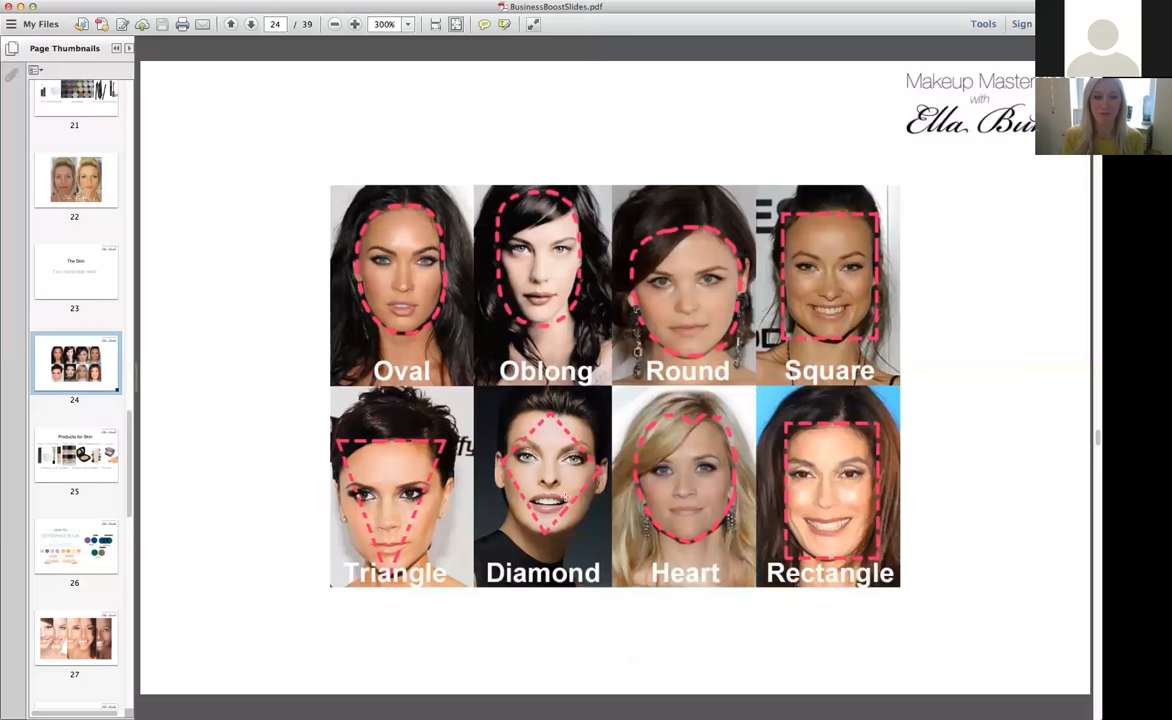 BusinessBoostSlides.pdf
My Files
24 / 39
300%
Tools
Sign
Page Thumbnails
21
22
The Skin
23
24
Products for Skin
25
26
27
Makeup Master
with
Ella Bu
Oval
Oblong
Round
Square
Triangle
Diamond
Heart
Rectangle